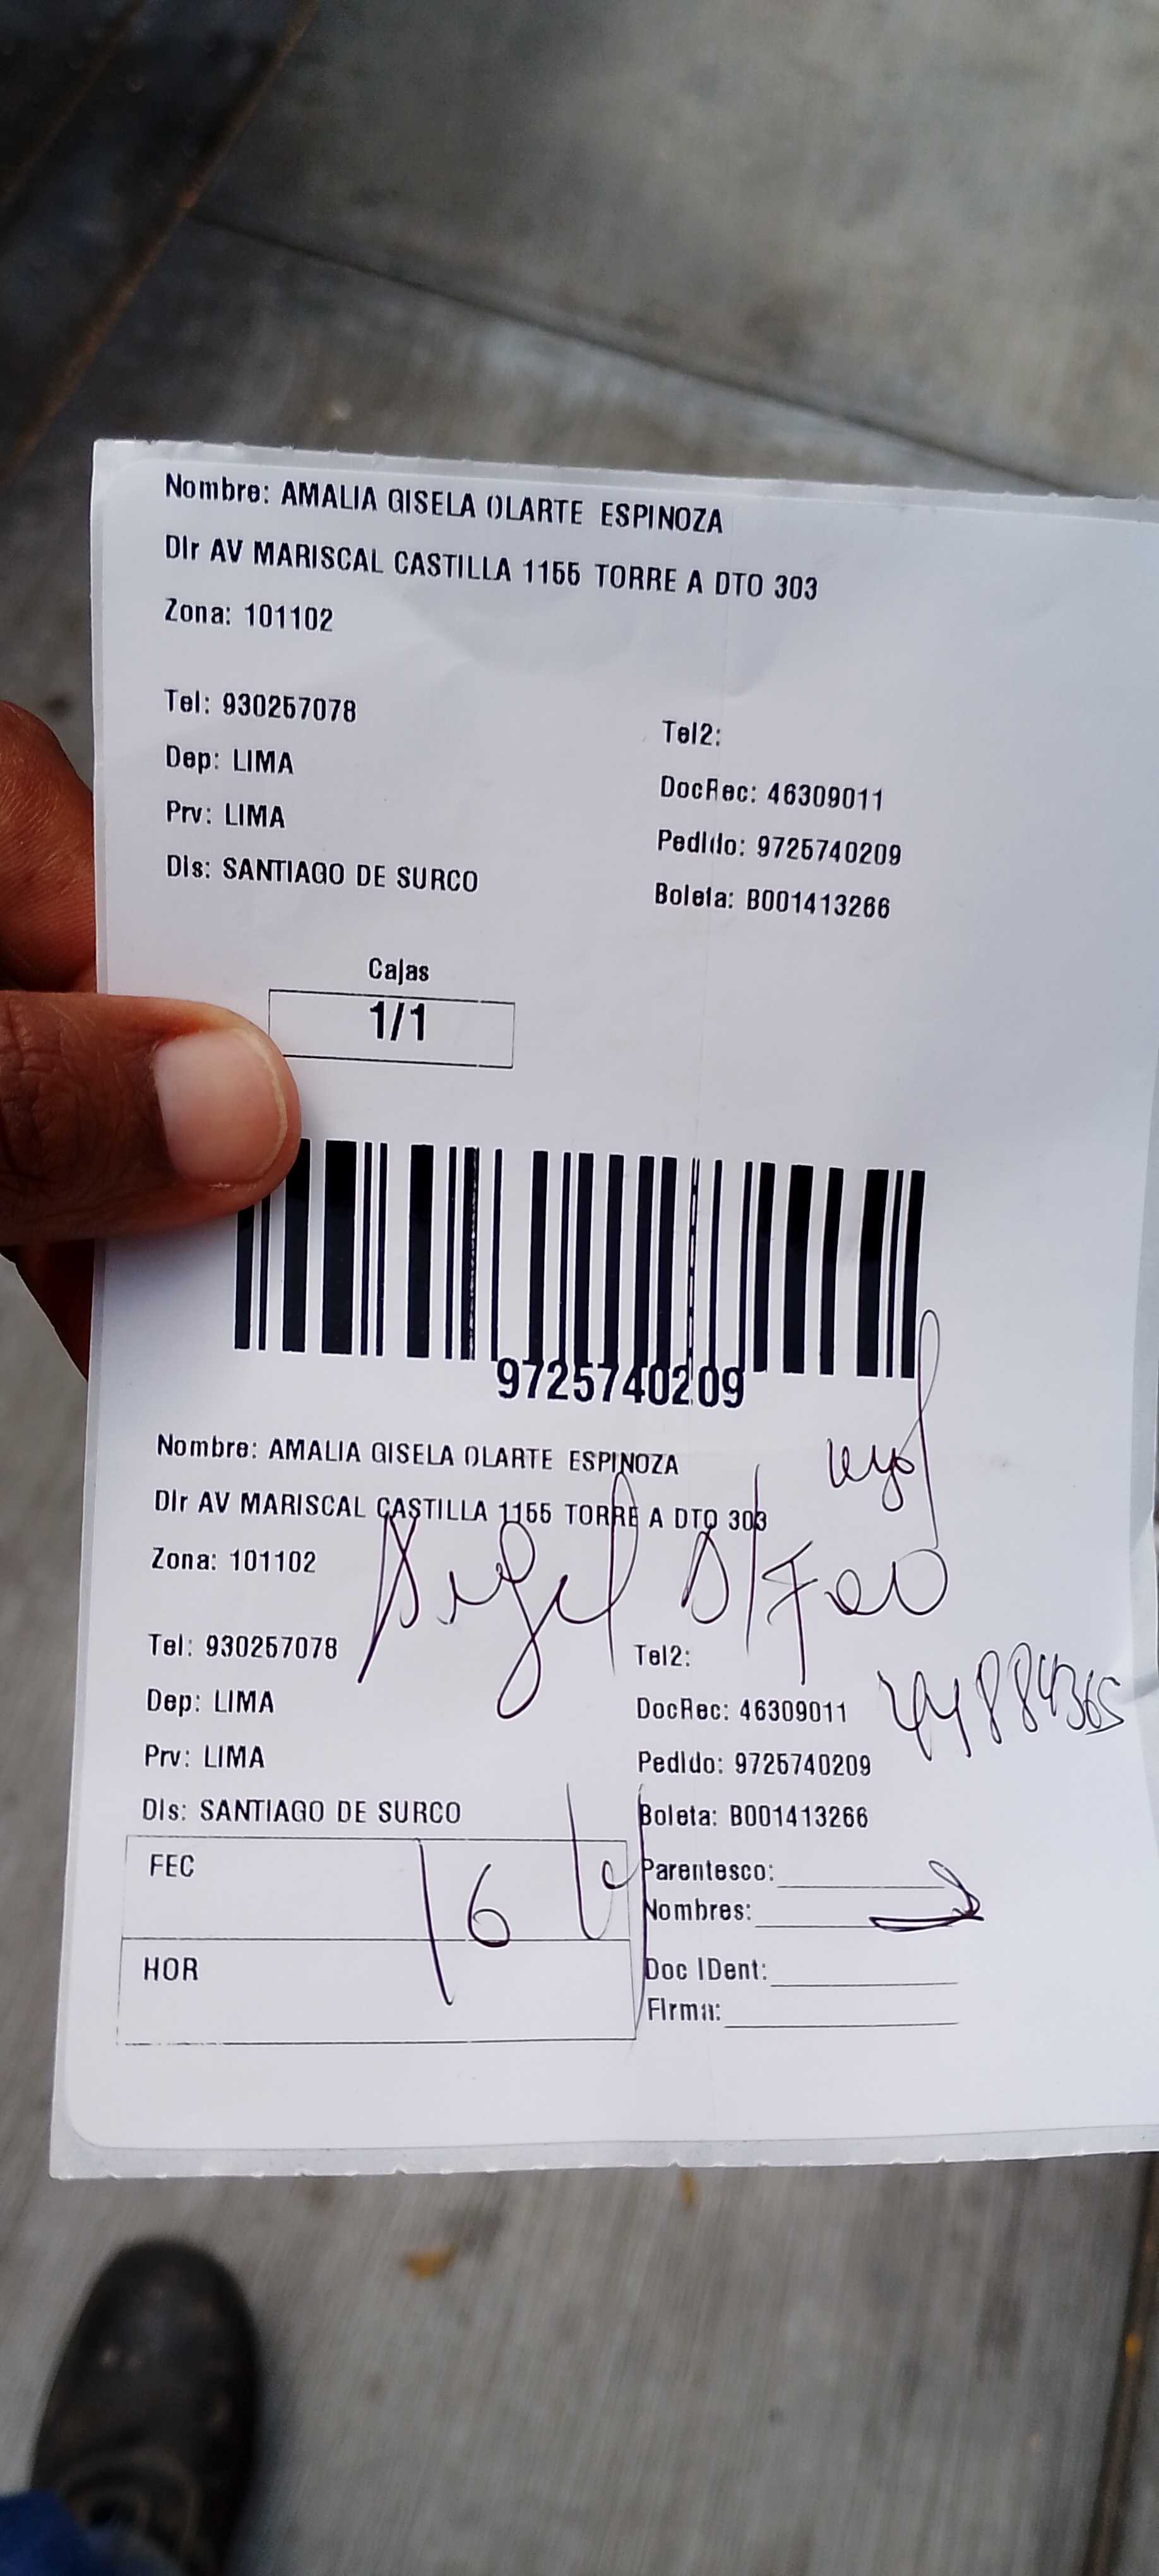 Nombre: AMALIA GISELA OLARTE ESPINOZA
Dir AV MARISCAL CASTILLA 1155 TORRE A DTO 303
Zona: 101102
Tel: 930257078
Tel2:
Dep: LIMA
DocRec: 46309011
Prv: LIMA
Pedido: 9725740209
Dis: SANTIAGO DE SURCO
Boleta: B001413266
Cajas
1/1
9725740209
Nombre: AMALIA GISELA OLARTE ESPINOZA
Dir AV MARISCAL CASTILLA 1155 TORRE A DTO 303
Zona: 101102
Tel: 930257078
Tel2:
Dep: LIMA
DocRec: 46309011
Prv: LIMA
Pedido: 9725740209
Dis: SANTIAGO DE SURCO
Boleta: B001413266
FEC 16
Parentesco:
Nombres:
HOR
Doc IDent:
Firma: